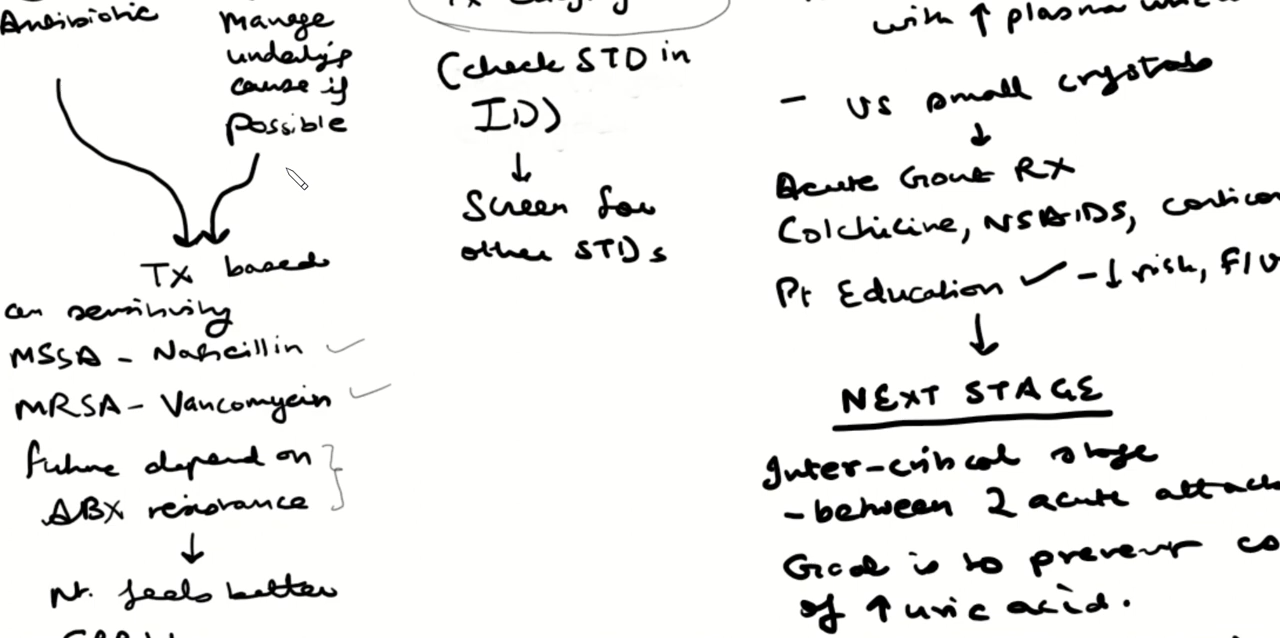 Antibiotic
Manage
underlying
cause if
possible
Tx based
on sensitivity
MSSA - Nafcillin
MRSA - Vancomycin
future depend on
ABX resistance
Pt. feels better
(check STD in
ID)
Screen for
other STDs
with ↑ plasma
- US small crystals
Acute Gout RX
Colchicine, NSAIDS,
Pt Education ✓ - ↓ risk, F/U
NEXT STAGE
Inter-critical stage
- between 2 acute attack
Goal is to prevent co
of ↑ uric acid.